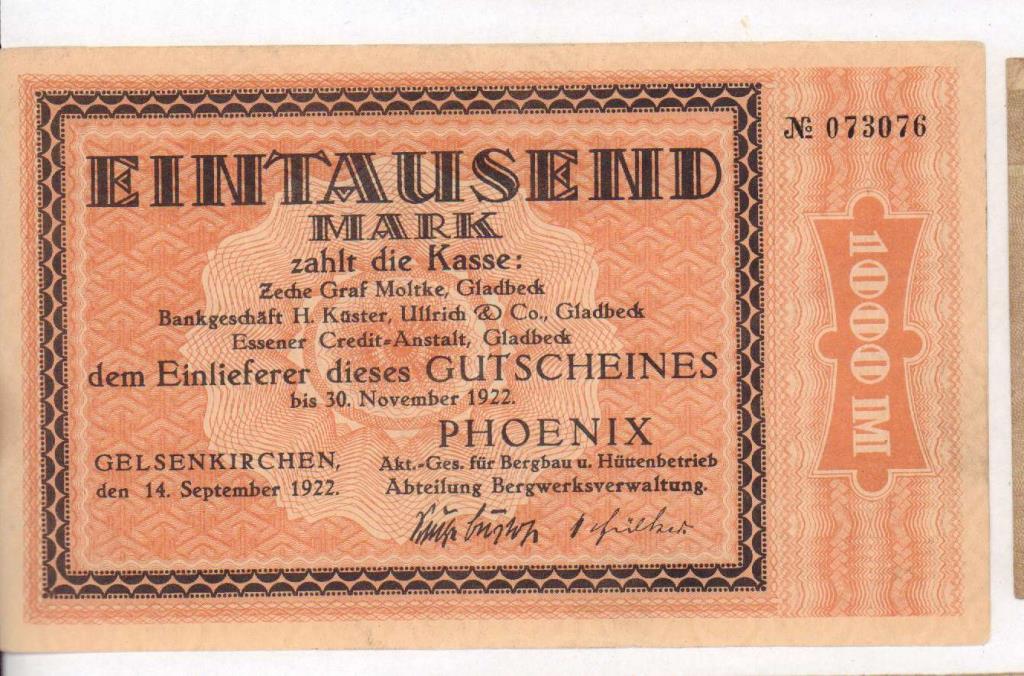 EINTAUSEND
MARK
zahlt die Kasse:
Zeche Graf Moltke, Gladbeck
Bankgeschäft H. Küster, Ullrich & Co., Gladbeck
Essener Credit-Anstalt, Gladbeck
dem Einlieferer dieses GUTSCHEINES
bis 30. November 1922.
PHOENIX
Akt.-Ges. für Bergbau u. Hüttenbetrieb
Abteilung Bergwerksverwaltung.
GELSENKIRCHEN,
den 14. September 1922.
№ 073076
1000 M